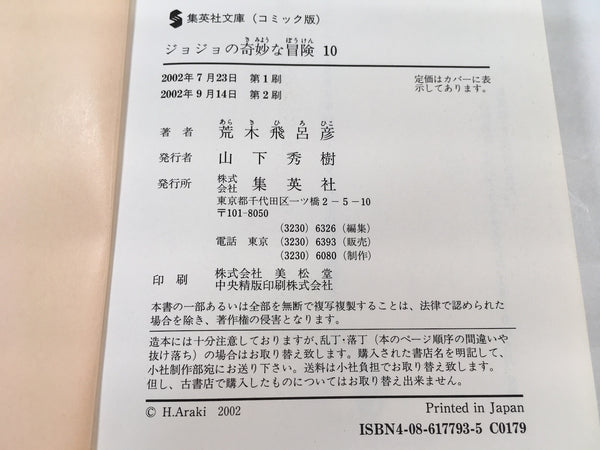 集英社文庫（コミック版）
ジョジョの奇妙な冒険 10
きみょう ぼうけん
2002年7月23日 第1刷
2002年9月14日 第2刷
定価はカバーに表
示してあります。
あら き ひ ろ ひこ
著者 荒木飛呂彦
発行者 山下秀樹
発行所 株式会社 集英社
東京都千代田区一ツ橋2－5－10
〒101-8050
(3230) 6326（編集）
電話 東京 (3230) 6393（販売）
(3230) 6080（制作）
印刷 株式会社 美松堂
中央精版印刷株式会社
本書の一部あるいは全部を無断で複写複製することは、法律で認められた
場合を除き、著作権の侵害となります。
造本には十分注意しておりますが、乱丁・落丁（本のページ順序の間違いや
抜け落ち）の場合はお取り替え致します。購入された書店名を明記して、
小社制作部宛にお送り下さい。送料は小社負担でお取り替え致します。
但し、古書店で購入したものについてはお取り替え出来ません。
© H.Araki 2002
Printed in Japan
ISBN4-08-617793-5 C0179